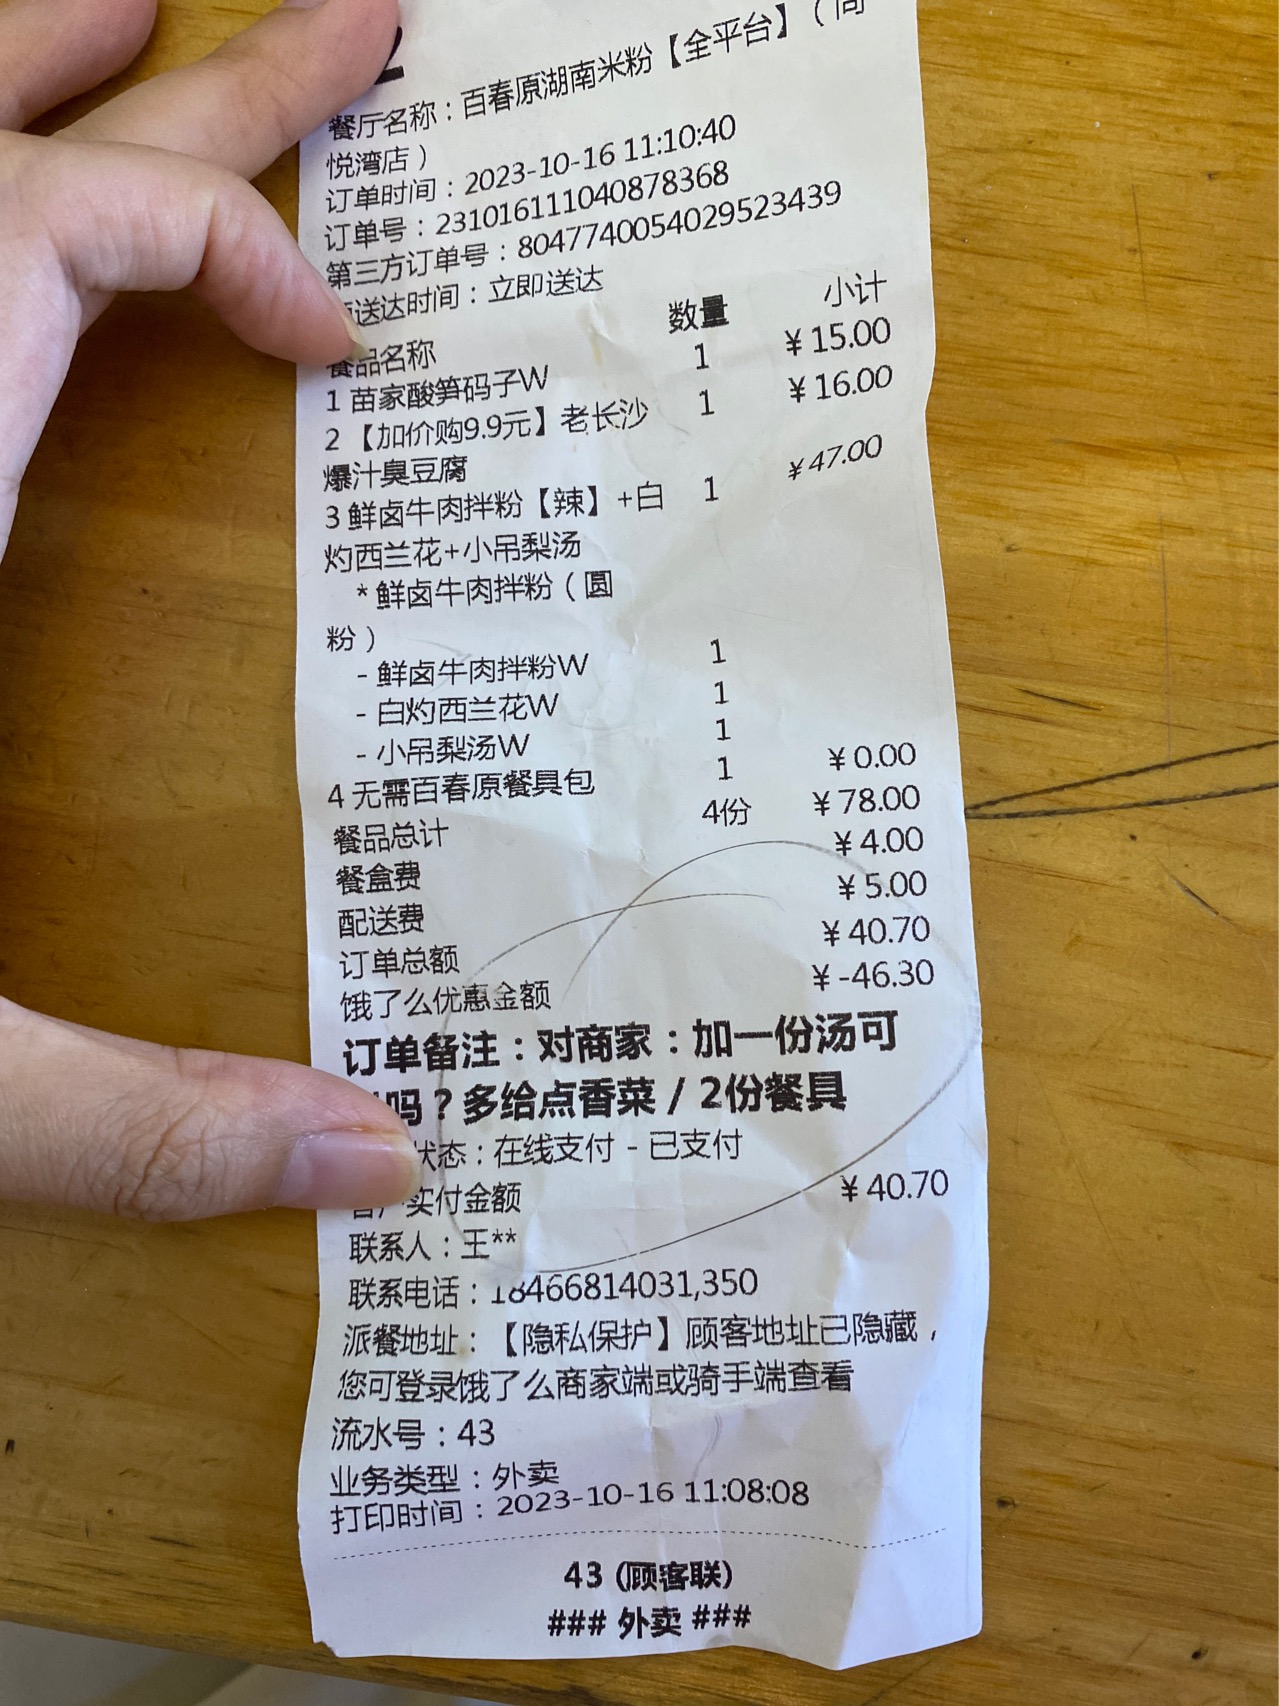 餐厅名称：百春原湖南米粉【全平台】（同
悦湾店）
订单时间：2023-10-16 11:10:40
订单号：231016111040878368
第三方订单号：8047740054029523439
送达时间：立即送达
餐品名称 数量 小计
1 苗家酸笋码子W 1 ￥15.00
2 【加价购9.9元】老长沙 1 ￥16.00
爆汁臭豆腐
3 鲜卤牛肉拌粉【辣】+白 1 ￥47.00
灼西兰花+小吊梨汤
* 鲜卤牛肉拌粉（圆
粉）
- 鲜卤牛肉拌粉W 1
- 白灼西兰花W 1
- 小吊梨汤W 1
4 无需百春原餐具包 1 ￥0.00
餐品总计 4份 ￥78.00
餐盒费 ￥4.00
配送费 ￥5.00
订单总额 ￥40.70
饿了么优惠金额 ￥-46.30
订单备注：对商家：加一份汤可
吗？多给点香菜 / 2份餐具
状态：在线支付 - 已支付
实付金额 ￥40.70
联系人：王**
联系电话：18466814031,350
派餐地址：【隐私保护】顾客地址已隐藏，
您可登录饿了么商家端或骑手端查看
流水号：43
业务类型：外卖
打印时间：2023-10-16 11:08:08
43 (顾客联)
### 外卖 ###